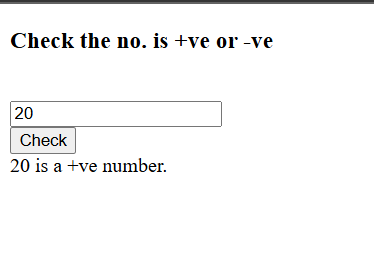 Check the no. is +ve or -ve
20
Check
20 is a +ve number.